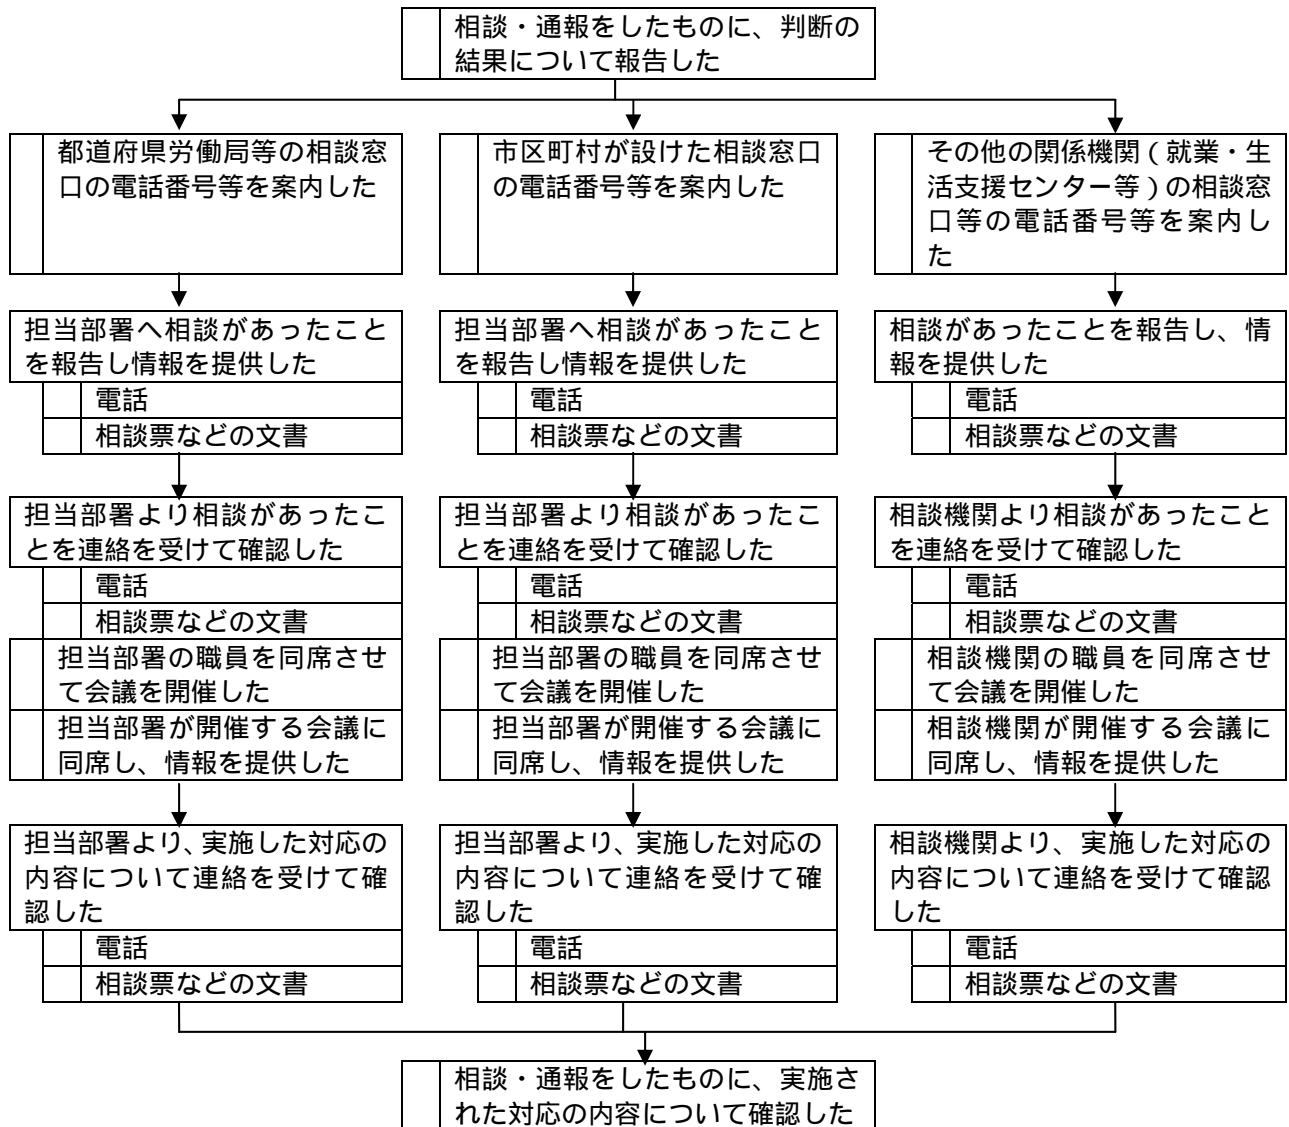 相談・通報をしたものに、判断の
結果について報告した
都道府県労働局等の相談窓
口の電話番号等を案内した
市区町村が設けた相談窓口
の電話番号等を案内した
その他の関係機関(就業・生
活支援センター等)の相談窓
口等の電話番号等を案内し
た
担当部署へ相談があったこと
を報告し情報を提供した
電話
相談票などの文書
担当部署へ相談があったこと
を報告し情報を提供した
電話
相談票などの文書
相談があったことを報告し、情
報を提供した
電話
相談票などの文書
担当部署より相談があったこ
とを連絡を受けて確認した
電話
相談票などの文書
担当部署の職員を同席させ
て会議を開催した
担当部署が開催する会議に
同席し、情報を提供した
担当部署より相談があったこ
とを連絡を受けて確認した
電話
相談票などの文書
担当部署の職員を同席させ
て会議を開催した
担当部署が開催する会議に
同席し、情報を提供した
相談機関より相談があったこと
を連絡を受けて確認した
電話
相談票などの文書
相談機関の職員を同席させ
て会議を開催した
相談機関が開催する会議に
同席し、情報を提供した
担当部署より、実施した対応の
内容について連絡を受けて確
認した
電話
相談票などの文書
担当部署より、実施した対応の
内容について連絡を受けて確
認した
電話
相談票などの文書
相談機関より、実施した対応の
内容について連絡を受けて確認
した
電話
相談票などの文書
相談・通報をしたものに、実施さ
れた対応の内容について確認した